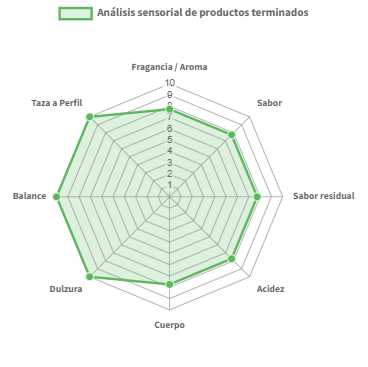 Análisis sensorial de productos terminados
Fragancia / Aroma
Sabor
Sabor residual
Acidez
Cuerpo
Dulzura
Balance
Taza a Perfil
10
9
8
7
6
5
4
3
2
1